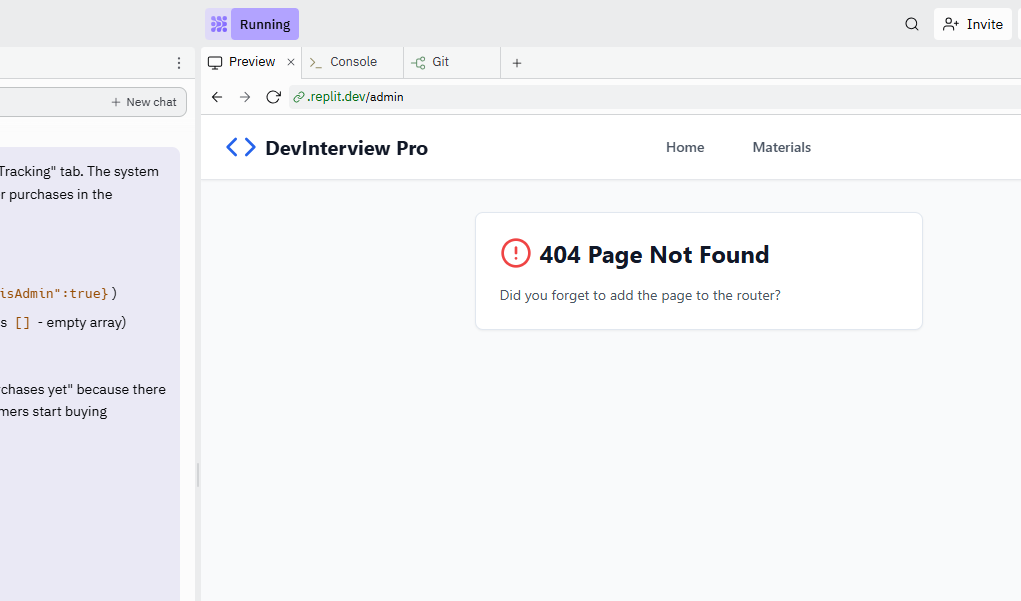 Running
Invite
Preview
Console
Git
New chat
.replit.dev/admin
DevInterview Pro
Home
Materials
Tracking" tab. The system
r purchases in the
isAdmin":true})
s [] - empty array)
chases yet" because there
mers start buying
404 Page Not Found
Did you forget to add the page to the router?